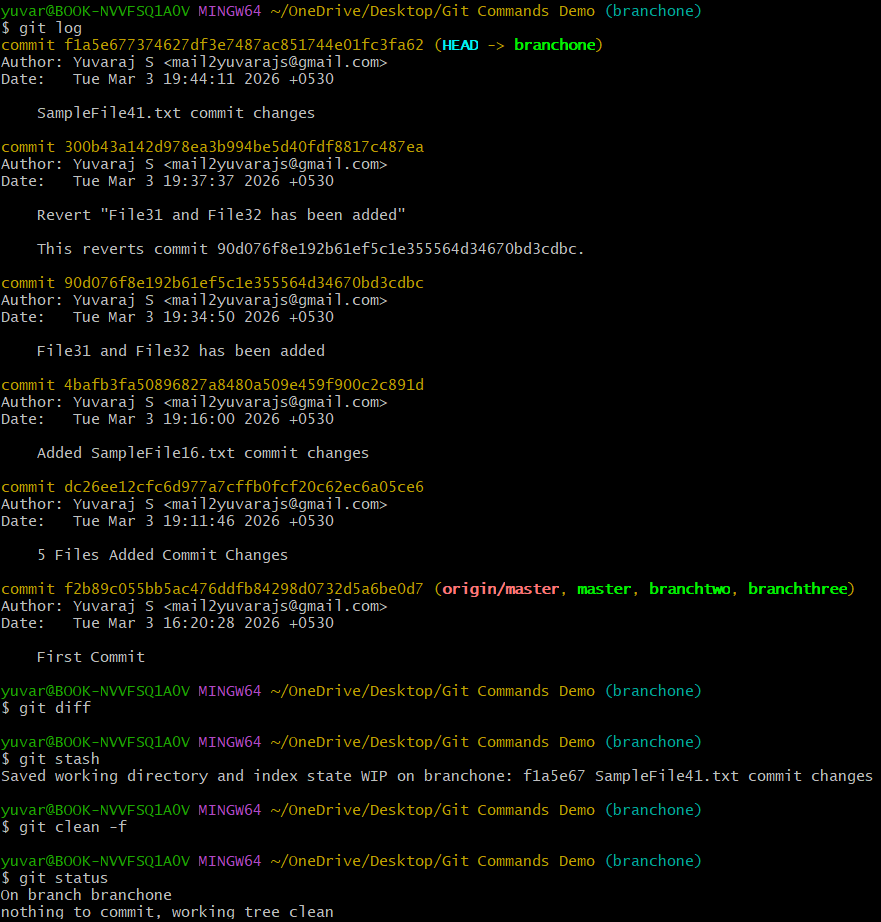 yuvar@BOOK-NVVFSQ1A0V MINGW64 ~/OneDrive/Desktop/Git Commands Demo (branchone)
$ git log
commit f1a5e677374627df3e7487ac851744e01fc3fa62 (HEAD -> branchone)
Author: Yuvaraj S <mail2yuvarajs@gmail.com>
Date:   Tue Mar 3 19:44:11 2026 +0530

    SampleFile41.txt commit changes

commit 300b43a142d978ea3b994be5d40fdf8817c487ea
Author: Yuvaraj S <mail2yuvarajs@gmail.com>
Date:   Tue Mar 3 19:37:37 2026 +0530

    Revert "File31 and File32 has been added"

    This reverts commit 90d076f8e192b61ef5c1e355564d34670bd3cdbc.

commit 90d076f8e192b61ef5c1e355564d34670bd3cdbc
Author: Yuvaraj S <mail2yuvarajs@gmail.com>
Date:   Tue Mar 3 19:34:50 2026 +0530

    File31 and File32 has been added

commit 4bafb3fa50896827a8480a509e459f900c2c891d
Author: Yuvaraj S <mail2yuvarajs@gmail.com>
Date:   Tue Mar 3 19:16:00 2026 +0530

    Added SampleFile16.txt commit changes

commit dc26ee12cfc6d977a7cffb0fcf20c62ec6a05ce6
Author: Yuvaraj S <mail2yuvarajs@gmail.com>
Date:   Tue Mar 3 19:11:46 2026 +0530

    5 Files Added Commit Changes

commit f2b89c055bb5ac476ddfb84298d0732d5a6be0d7 (origin/master, master, branchtwo, branchthree)
Author: Yuvaraj S <mail2yuvarajs@gmail.com>
Date:   Tue Mar 3 16:20:28 2026 +0530

    First Commit

yuvar@BOOK-NVVFSQ1A0V MINGW64 ~/OneDrive/Desktop/Git Commands Demo (branchone)
$ git diff

yuvar@BOOK-NVVFSQ1A0V MINGW64 ~/OneDrive/Desktop/Git Commands Demo (branchone)
$ git stash
Saved working directory and index state WIP on branchone: f1a5e67 SampleFile41.txt commit changes

yuvar@BOOK-NVVFSQ1A0V MINGW64 ~/OneDrive/Desktop/Git Commands Demo (branchone)
$ git clean -f

yuvar@BOOK-NVVFSQ1A0V MINGW64 ~/OneDrive/Desktop/Git Commands Demo (branchone)
$ git status
On branch branchone
nothing to commit, working tree clean